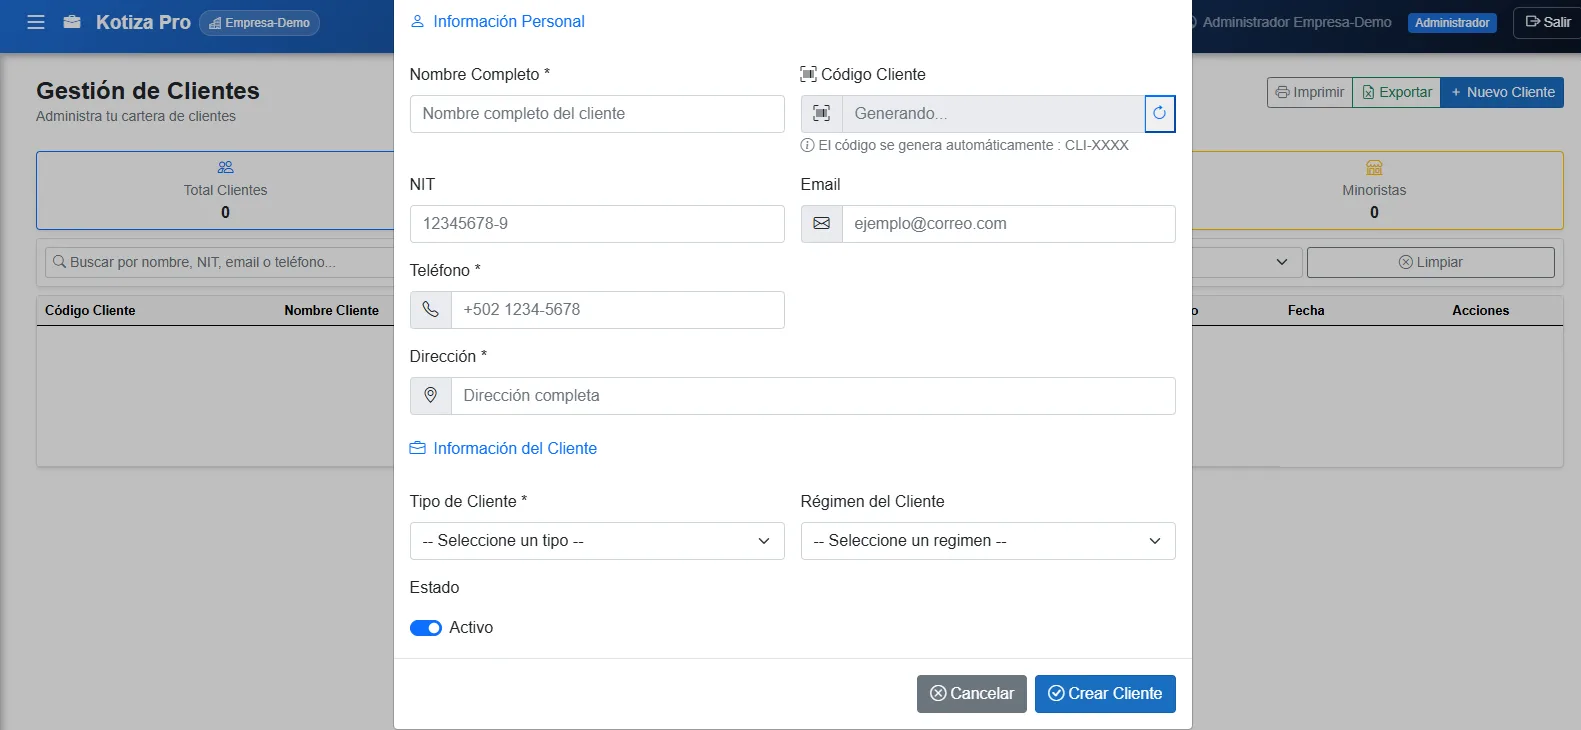 Kotiza Pro
Empresa-Demo
Administrador Empresa-Demo
Administrador
Salir
Gestión de Clientes
Administra tu cartera de clientes
Imprimir
Exportar
+ Nuevo Cliente
Total Clientes
0
Minoristas
0
Buscar por nombre, NIT, email o teléfono...
Limpiar
Código Cliente
Nombre Cliente
Fecha
Acciones
Información Personal
Nombre Completo *
Nombre completo del cliente
Código Cliente
Generando...
El código se genera automáticamente : CLI-XXXX
NIT
12345678-9
Email
ejemplo@correo.com
Teléfono *
+502 1234-5678
Dirección *
Dirección completa
Información del Cliente
Tipo de Cliente *
-- Seleccione un tipo --
Régimen del Cliente
-- Seleccione un regimen --
Estado
Activo
Cancelar
Crear Cliente